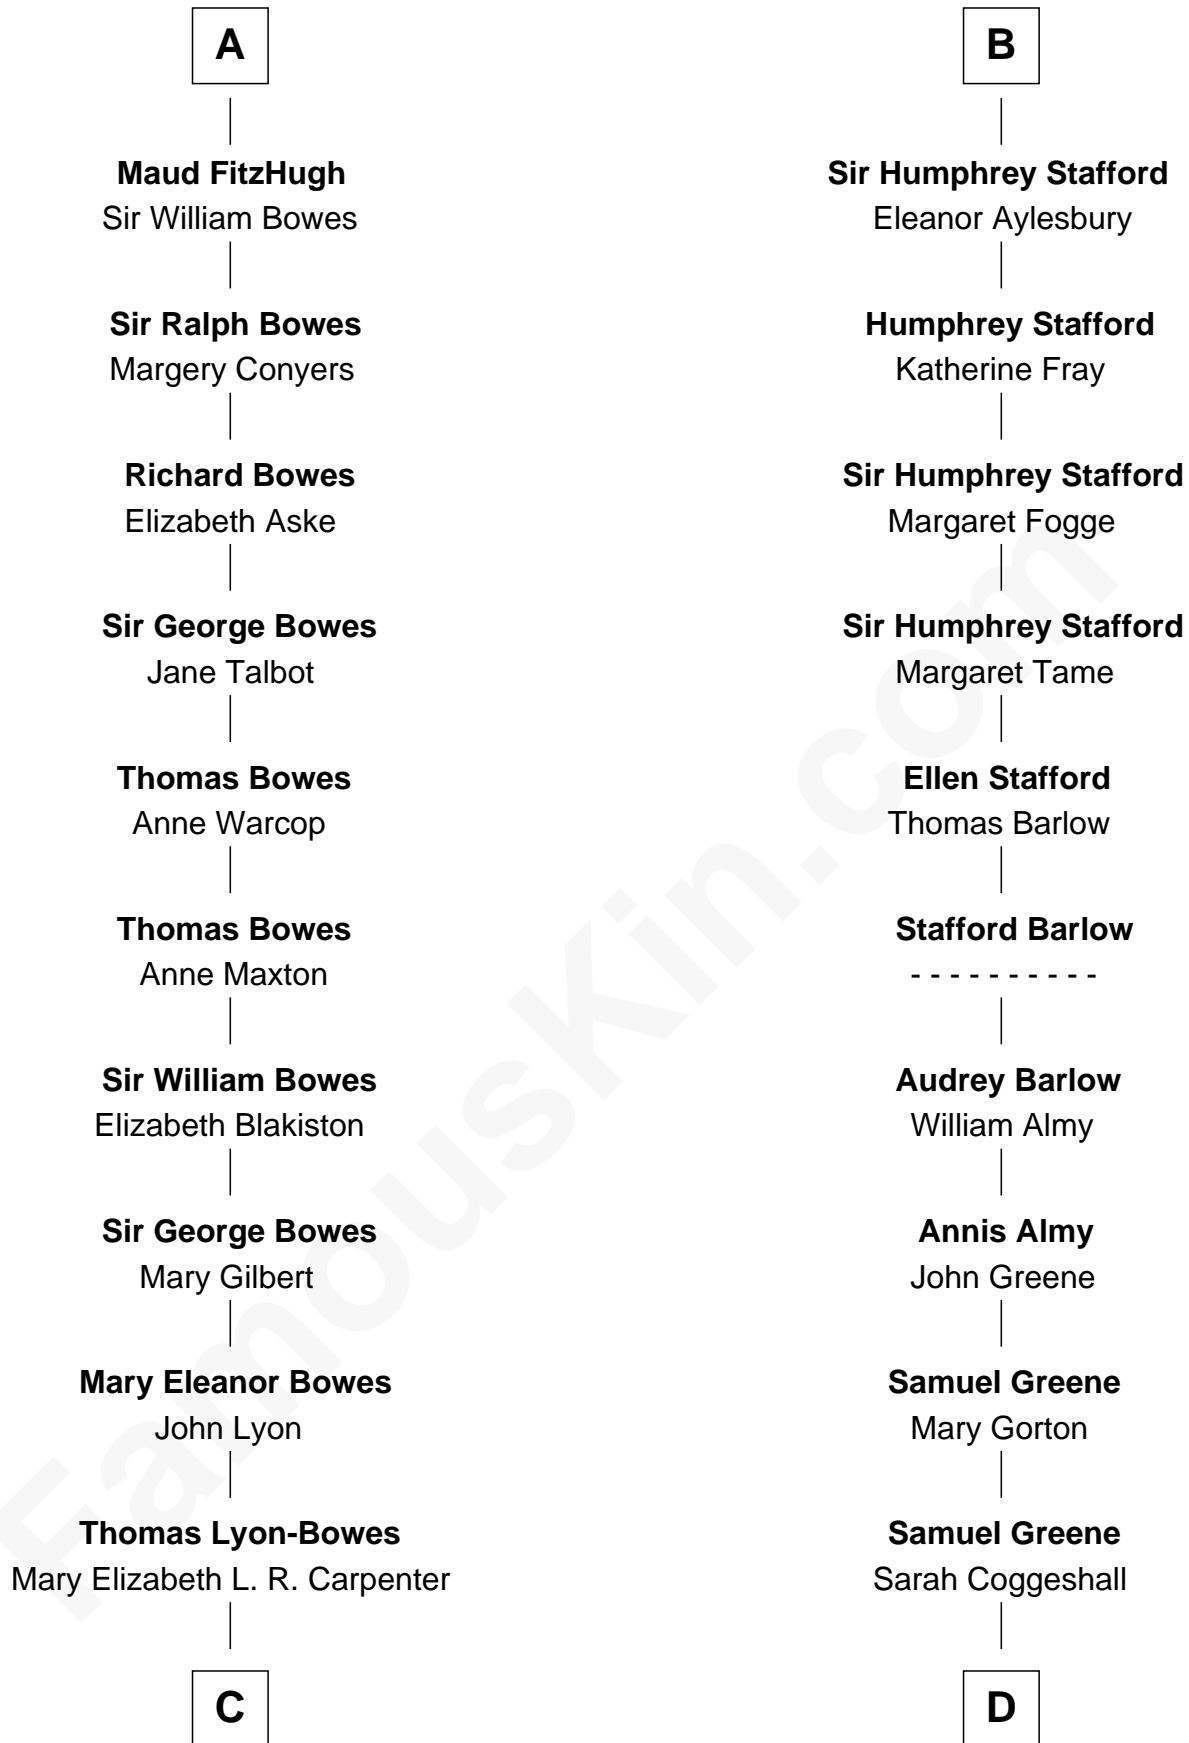 A
Maud FitzHugh
Sir William Bowes
Sir Ralph Bowes
Margery Conyers
Richard Bowes
Elizabeth Aske
Sir George Bowes
Jane Talbot
Thomas Bowes
Anne Warcop
Thomas Bowes
Anne Maxton
Sir William Bowes
Elizabeth Blakiston
Sir George Bowes
Mary Gilbert
Mary Eleanor Bowes
John Lyon
Thomas Lyon-Bowes
Mary Elizabeth L. R. Carpenter
C
B
Sir Humphrey Stafford
Eleanor Aylesbury
Humphrey Stafford
Katherine Fray
Sir Humphrey Stafford
Margaret Fogge
Sir Humphrey Stafford
Margaret Tame
Ellen Stafford
Thomas Barlow
Stafford Barlow
- - - - - - - - - -
Audrey Barlow
William Almy
Annis Almy
John Greene
Samuel Greene
Mary Gorton
Samuel Greene
Sarah Coggeshall
D
FamousKin.com